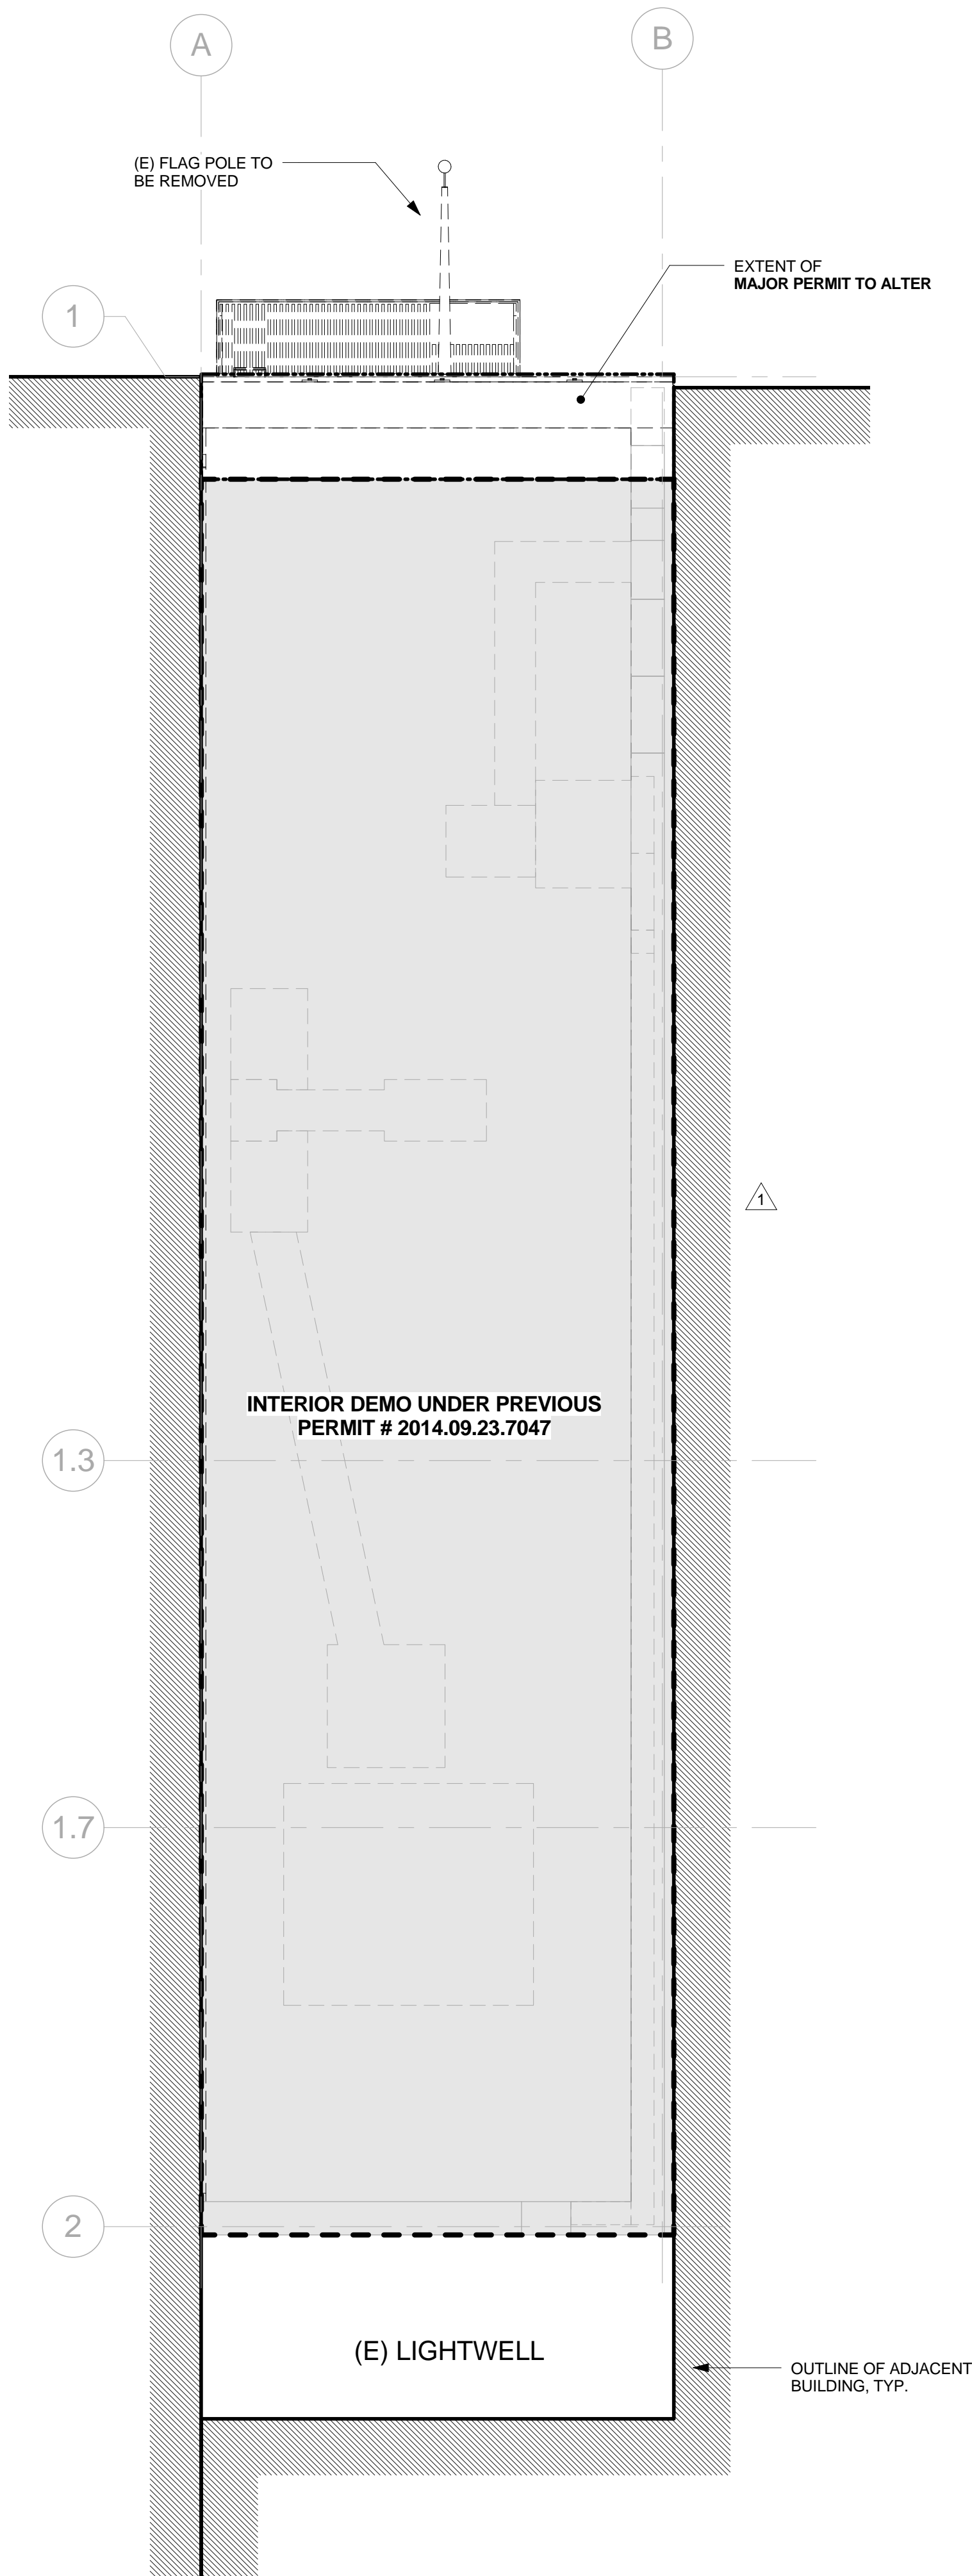 A
B
(E) FLAG POLE TO
BE REMOVED
EXTENT OF
MAJOR PERMIT TO ALTER
1
1
INTERIOR DEMO UNDER PREVIOUS
PERMIT # 2014.09.23.7047
1.3
1.7
2
(E) LIGHTWELL
OUTLINE OF ADJACENT
BUILDING, TYP.